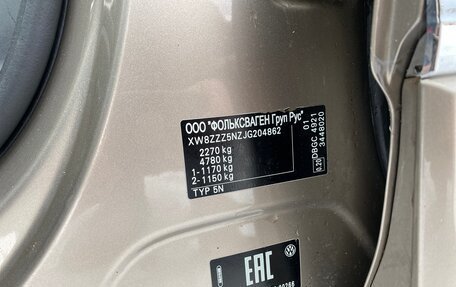 ООО "ФОЛЬКСВАГЕН Груп Рус"
XW8ZZZ5NZJG204862
2270 kg
4780 kg
1-1170 kg
2-1150 kg
TYP 5N
01
DBGC 4921
3448020
0.20
EAC